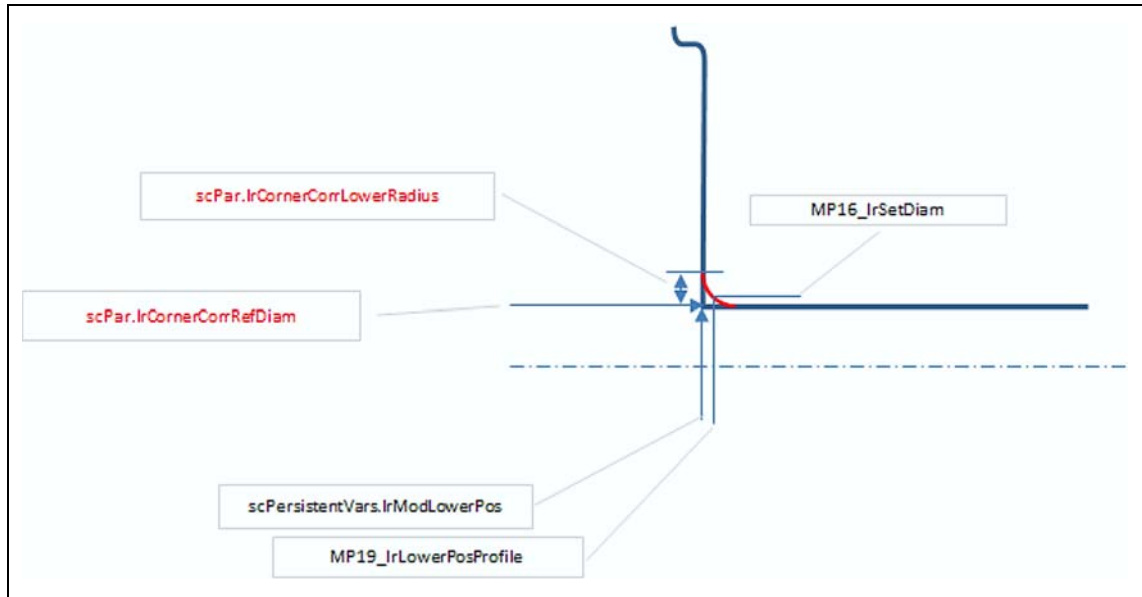 scPar.IrCornerCorrLowerRadius
MP16_IrSetDiam
scPar.IrCornerCorrRefDiam
scPersistentVars.IrModLowerPos
MP19_IrLowerPosProfile